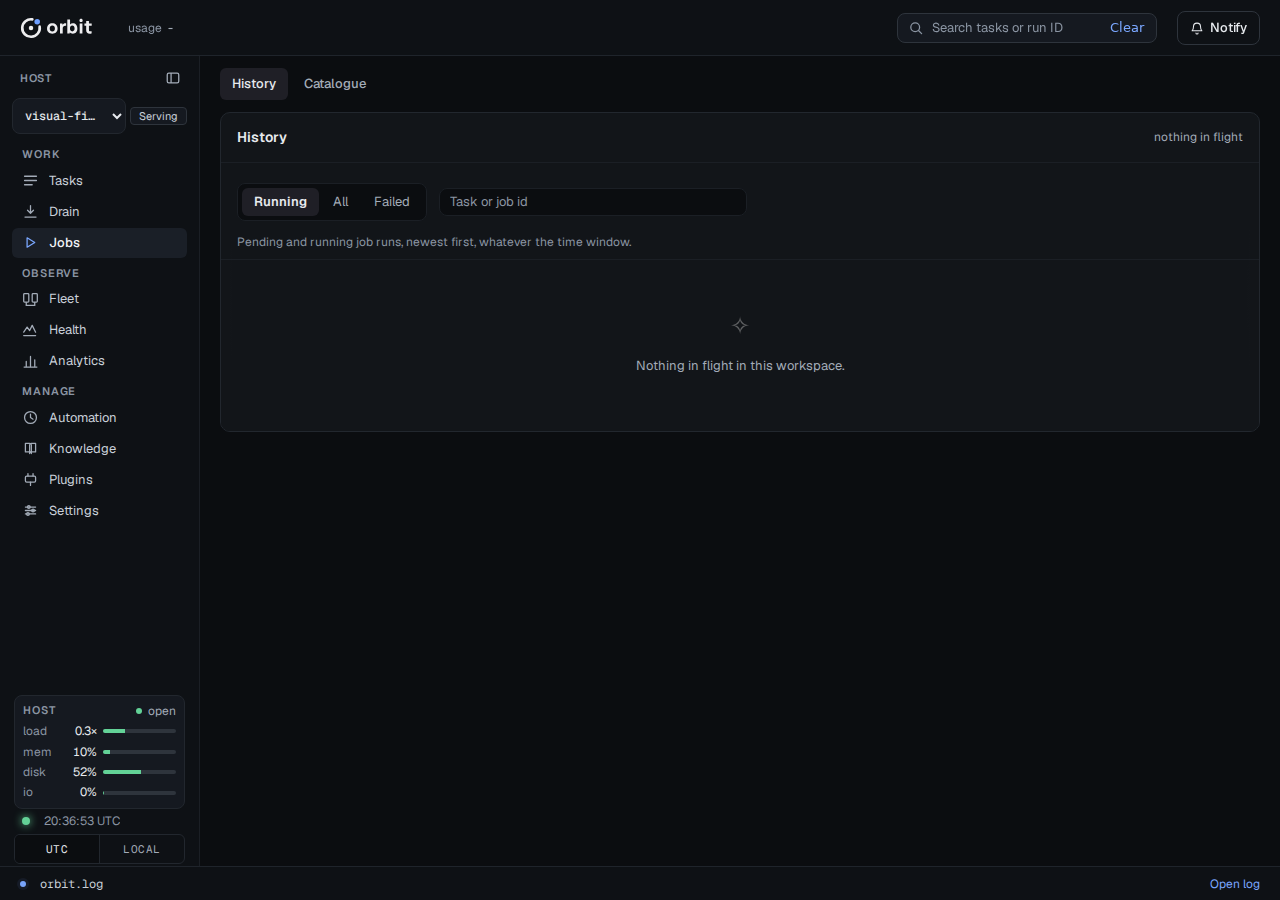 orbit
usage -
Search tasks or run ID
Clear
Notify
HOST
visual-fi…
Serving
WORK
Tasks
Drain
Jobs
OBSERVE
Fleet
Health
Analytics
MANAGE
Automation
Knowledge
Plugins
Settings
HOST
open
load 0.3×
mem 10%
disk 52%
io 0%
20:36:53 UTC
UTC LOCAL
History Catalogue
History
nothing in flight
Running All Failed
Task or job id
Pending and running job runs, newest first, whatever the time window.
Nothing in flight in this workspace.
orbit.log
Open log